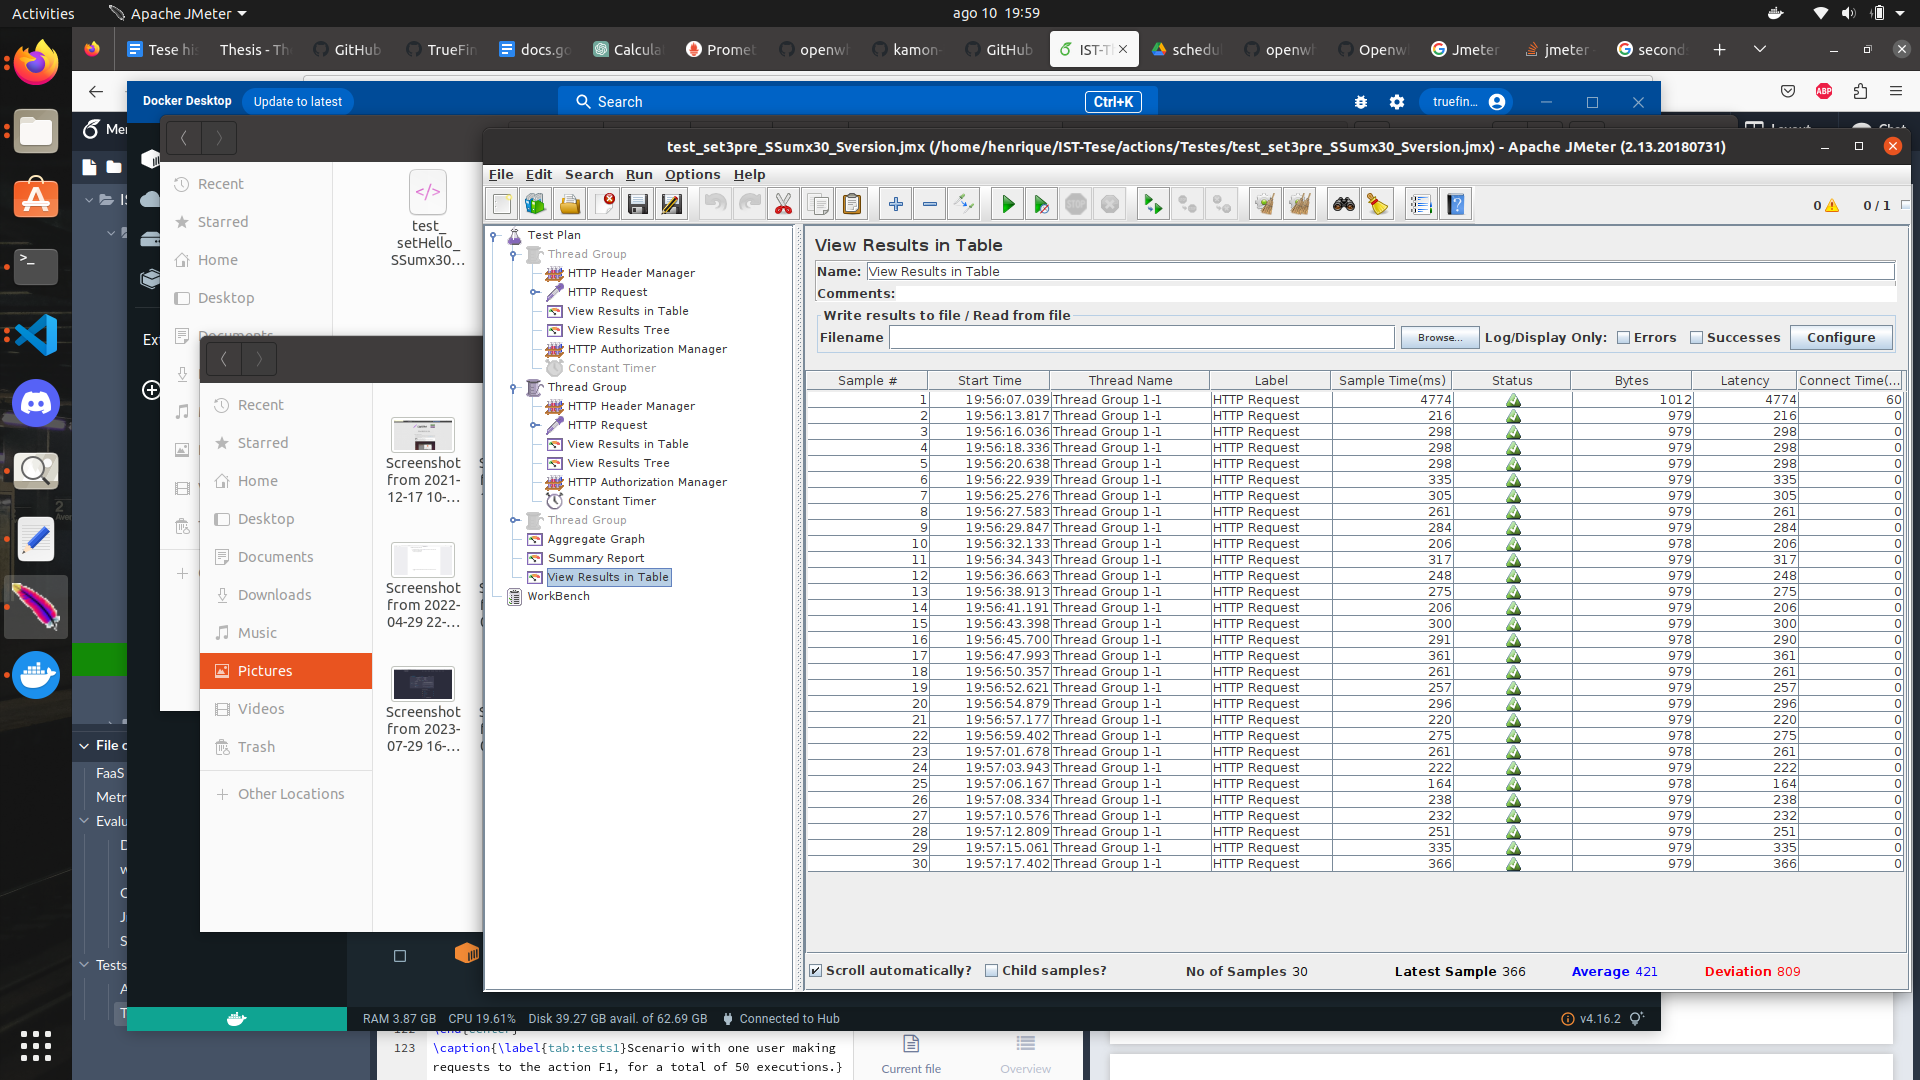 Activities
Apache JMeter
ago 10 19:59
Tese his
Thesis - Th
GitHub
TrueFin
docs.go
Calcula
Promet
openwh
kamon-
GitHub
IST-T
schedul
openwh
Openw
Jmeter
jmeter
second
Docker Desktop
Update to latest
Search
Ctrl+K
truefin...
ABP
Recent
Starred
Home
Desktop
test_
setHello_
SSumx30...
Recent
Starred
Home
Desktop
Documents
Downloads
Music
Pictures
Videos
Trash
Other Locations
Screenshot
from 2021-
12-17 10-...
Screenshot
from 2022-
04-29 22-...
Screenshot
from 2023-
07-29 16-...
test_set3pre_SSumx30_Sversion.jmx (/home/henrique/IST-Tese/actions/Testes/test_set3pre_SSumx30_Sversion.jmx) - Apache JMeter (2.13.20180731)
File Edit Search Run Options Help
0 0 / 1
Test Plan
Thread Group
HTTP Header Manager
HTTP Request
View Results in Table
View Results Tree
HTTP Authorization Manager
Constant Timer
Thread Group
HTTP Header Manager
HTTP Request
View Results in Table
View Results Tree
HTTP Authorization Manager
Constant Timer
Thread Group
Aggregate Graph
Summary Report
View Results in Table
WorkBench
View Results in Table
Name: View Results in Table
Comments:
Write results to file / Read from file
Filename Browse... Log/Display Only: Errors Successes Configure
Sample # Start Time Thread Name Label Sample Time(ms) Status Bytes Latency Connect Time(...
1 19:56:07.039 Thread Group 1-1 HTTP Request 4774 1012 4774 60
2 19:56:13.817 Thread Group 1-1 HTTP Request 216 979 216 0
3 19:56:16.036 Thread Group 1-1 HTTP Request 298 979 298 0
4 19:56:18.336 Thread Group 1-1 HTTP Request 298 979 298 0
5 19:56:20.638 Thread Group 1-1 HTTP Request 298 979 298 0
6 19:56:22.939 Thread Group 1-1 HTTP Request 335 979 335 0
7 19:56:25.276 Thread Group 1-1 HTTP Request 305 979 305 0
8 19:56:27.583 Thread Group 1-1 HTTP Request 261 979 261 0
9 19:56:29.847 Thread Group 1-1 HTTP Request 284 979 284 0
10 19:56:32.133 Thread Group 1-1 HTTP Request 206 978 206 0
11 19:56:34.343 Thread Group 1-1 HTTP Request 317 979 317 0
12 19:56:36.663 Thread Group 1-1 HTTP Request 248 979 248 0
13 19:56:38.913 Thread Group 1-1 HTTP Request 275 979 275 0
14 19:56:41.191 Thread Group 1-1 HTTP Request 206 979 206 0
15 19:56:43.398 Thread Group 1-1 HTTP Request 300 979 300 0
16 19:56:45.700 Thread Group 1-1 HTTP Request 291 978 290 0
17 19:56:47.993 Thread Group 1-1 HTTP Request 361 979 361 0
18 19:56:50.357 Thread Group 1-1 HTTP Request 261 979 261 0
19 19:56:52.621 Thread Group 1-1 HTTP Request 257 979 257 0
20 19:56:54.879 Thread Group 1-1 HTTP Request 296 979 296 0
21 19:56:57.177 Thread Group 1-1 HTTP Request 220 979 220 0
22 19:56:59.402 Thread Group 1-1 HTTP Request 275 978 275 0
23 19:57:01.678 Thread Group 1-1 HTTP Request 261 978 261 0
24 19:57:03.943 Thread Group 1-1 HTTP Request 222 979 222 0
25 19:57:06.167 Thread Group 1-1 HTTP Request 164 978 164 0
26 19:57:08.334 Thread Group 1-1 HTTP Request 238 979 238 0
27 19:57:10.576 Thread Group 1-1 HTTP Request 232 979 232 0
28 19:57:12.809 Thread Group 1-1 HTTP Request 251 979 251 0
29 19:57:15.061 Thread Group 1-1 HTTP Request 335 979 335 0
30 19:57:17.402 Thread Group 1-1 HTTP Request 366 979 366 0
Scroll automatically? Child samples? No of Samples 30 Latest Sample 366 Average 421 Deviation 809
File o
FaaS
Metr
Evalu
Tests
RAM 3.87 GB CPU 19.61% Disk 39.27 GB avail. of 62.69 GB Connected to Hub
v4.16.2
123 \caption{\label{tab:tests1}Scenario with one user making
requests to the action F1, for a total of 50 executions.}
Current file
Overview